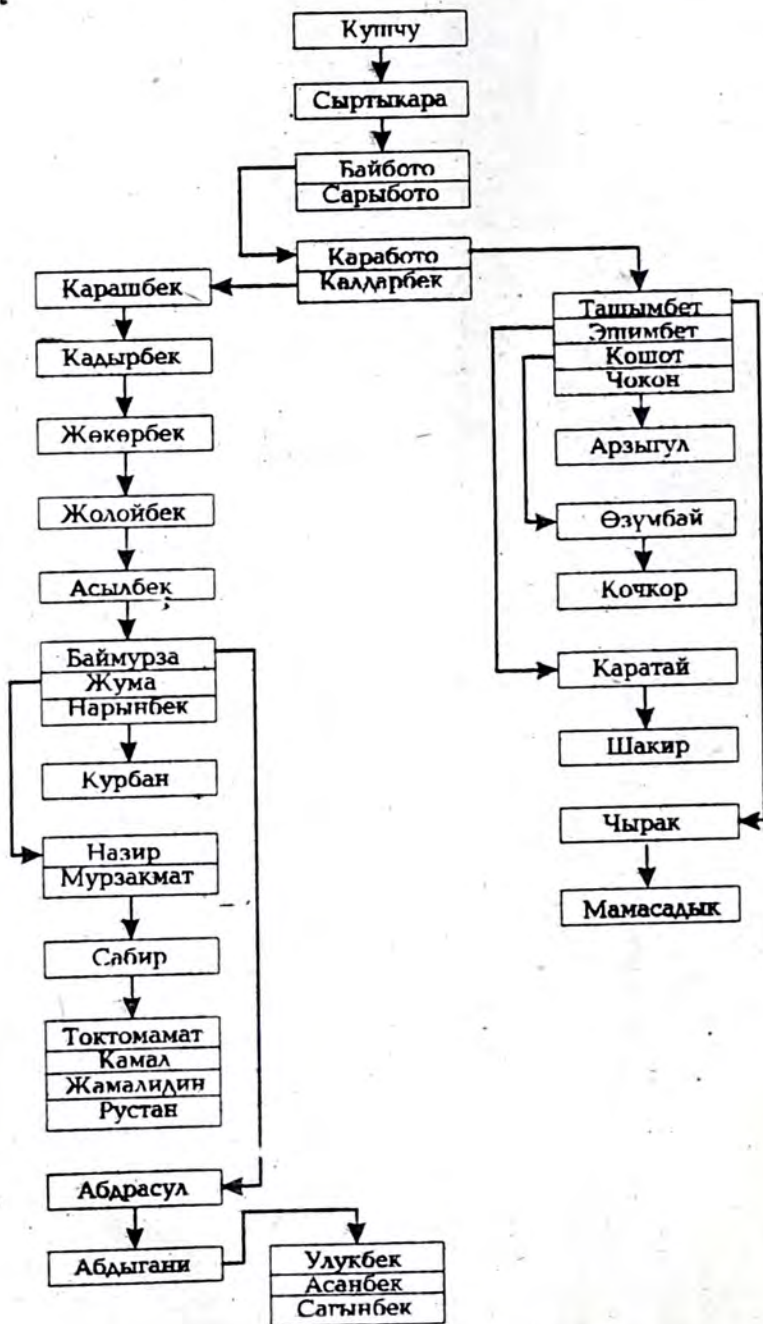 Кушчу
Сыртыкара
Байбото
Сарыбото
Каработо
Калдарбек
Карашбек
Кадырбек
Жөкөрбек
Жолойбек
Асылбек
Баймурза
Жума
Нарынбек
Курбан
Назир
Мурзакмат
Сабир
Токтомамат
Камал
Жамалидин
Рустан
Абдрасул
Абдыгани
Улукбек
Асанбек
Сагынбек
Ташымбет
Эшимбет
Кошот
Чокон
Арзыгул
Өзүмбай
Кочкор
Каратай
Шакир
Чырак
Мамасадык